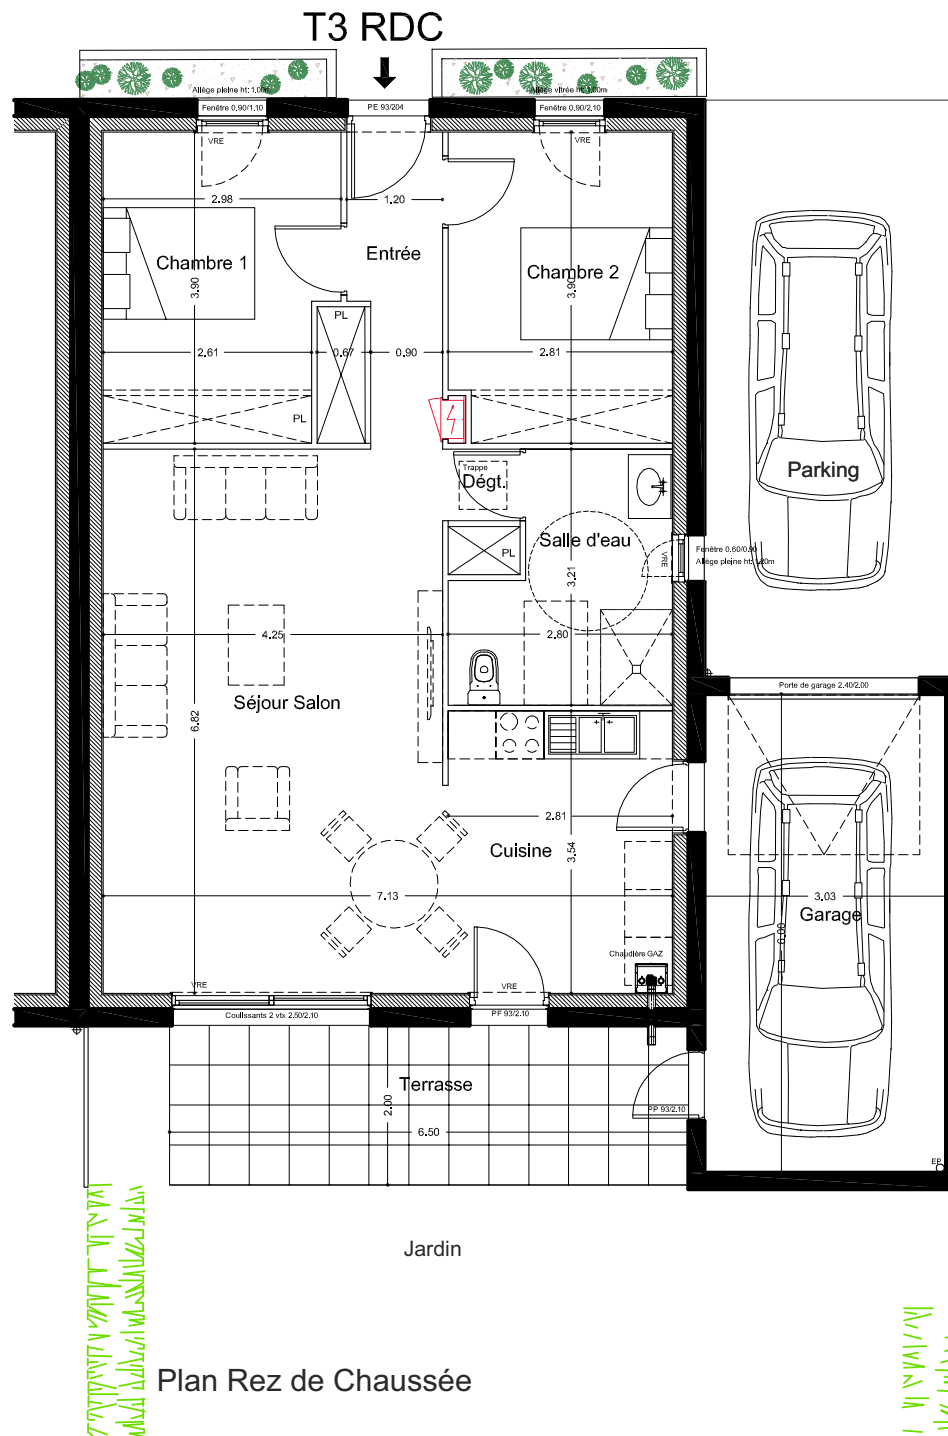 T3 RDC
Allège pleine ht: 1.00m
Allège vitrée ht: 1.00m
Fenêtre 0.90/1.10
PE 93/204
Fenêtre 0.90/2.10
VRE
VRE
2.98
1.20
Entrée
Chambre 1
Chambre 2
3.90
3.90
PL
2.61
0.67
0.90
2.81
PL
Parking
Trappe
Dégt.
Salle d'eau
PL
VRE
Fenêtre 0.60/0.90
Allège pleine ht:
3.21
4.25
2.80
Séjour Salon
6.82
Porte de garage 2.40/2.00
2.81
Cuisine
3.54
7.13
3.03
Garage
6.00
Chaudière GAZ
VRE
VRE
Coulissants 2 vtx 2.50/2.10
PF 93/2.10
Terrasse
2.00
PP 93/2.10
6.50
EP
Jardin
Plan Rez de Chaussée